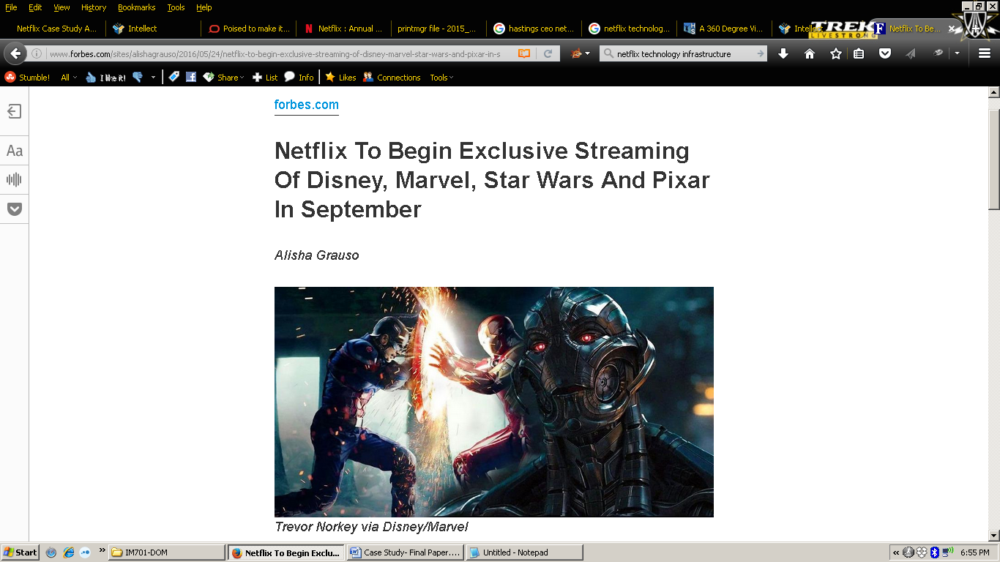 File Edit View History Bookmarks Tools Help
Netflix Case Study A... Intellect Poised to make it... Netflix : Annual ... printmgr file - 2015_... hastings ceo net... netflix technolog... A 360 Degree Vi... Intellect Netflix To Be...
TREK
LIVESTRONG
www.forbes.com/sites/alishagrauso/2016/05/24/netflix-to-begin-exclusive-streaming-of-disney-marvel-star-wars-and-pixar-in-s netflix technology infrastructure
Stumble! All I like it! Share List Info Likes Connections Tools
forbes.com
Aa
Netflix To Begin Exclusive Streaming
Of Disney, Marvel, Star Wars And Pixar
In September
Alisha Grauso
Trevor Norkey via Disney/Marvel
Start IM701-DOM Netflix To Begin Exclu... Case Study- Final Paper.... Untitled - Notepad 6:55 PM